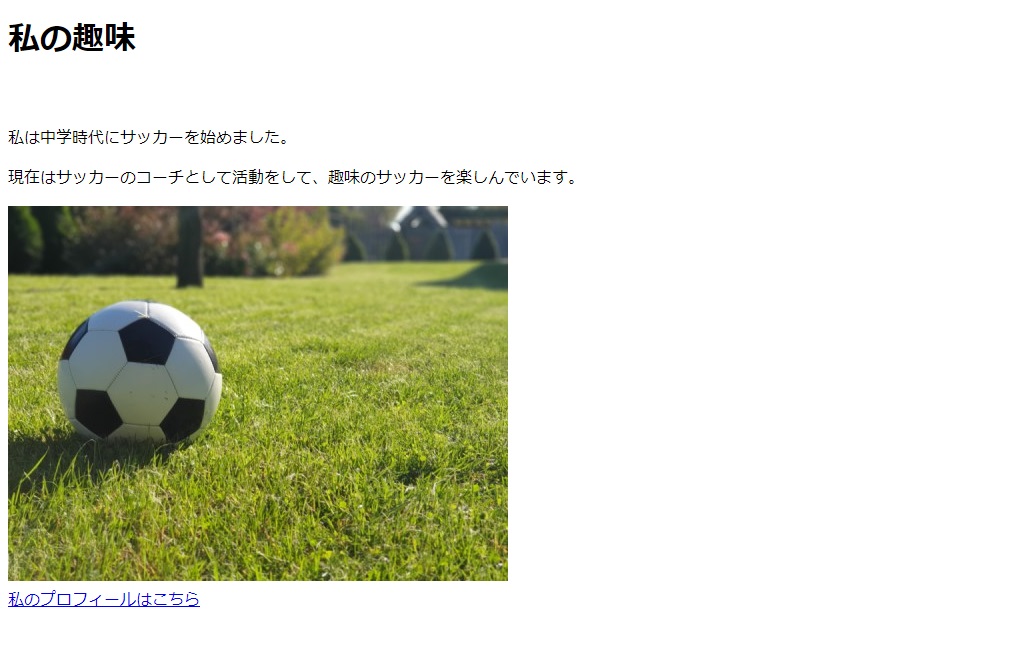 私の趣味
私は中学時代にサッカーを始めました。
現在はサッカーのコーチとして活動をして、趣味のサッカーを楽しんでいます。
私のプロフィールはこちら